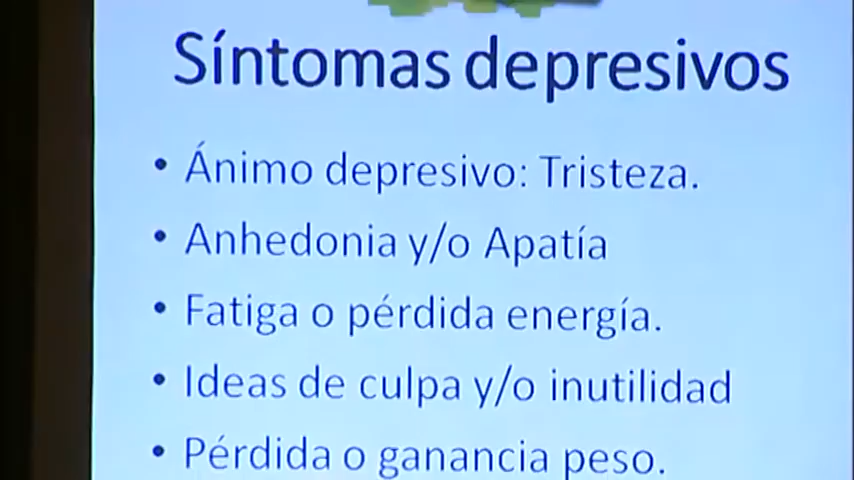 Síntomas depresivos
• Ánimo depresivo: Tristeza.
• Anhedonia y/o Apatía
• Fatiga o pérdida energía.
• Ideas de culpa y/o inutilidad
• Pérdida o ganancia peso.